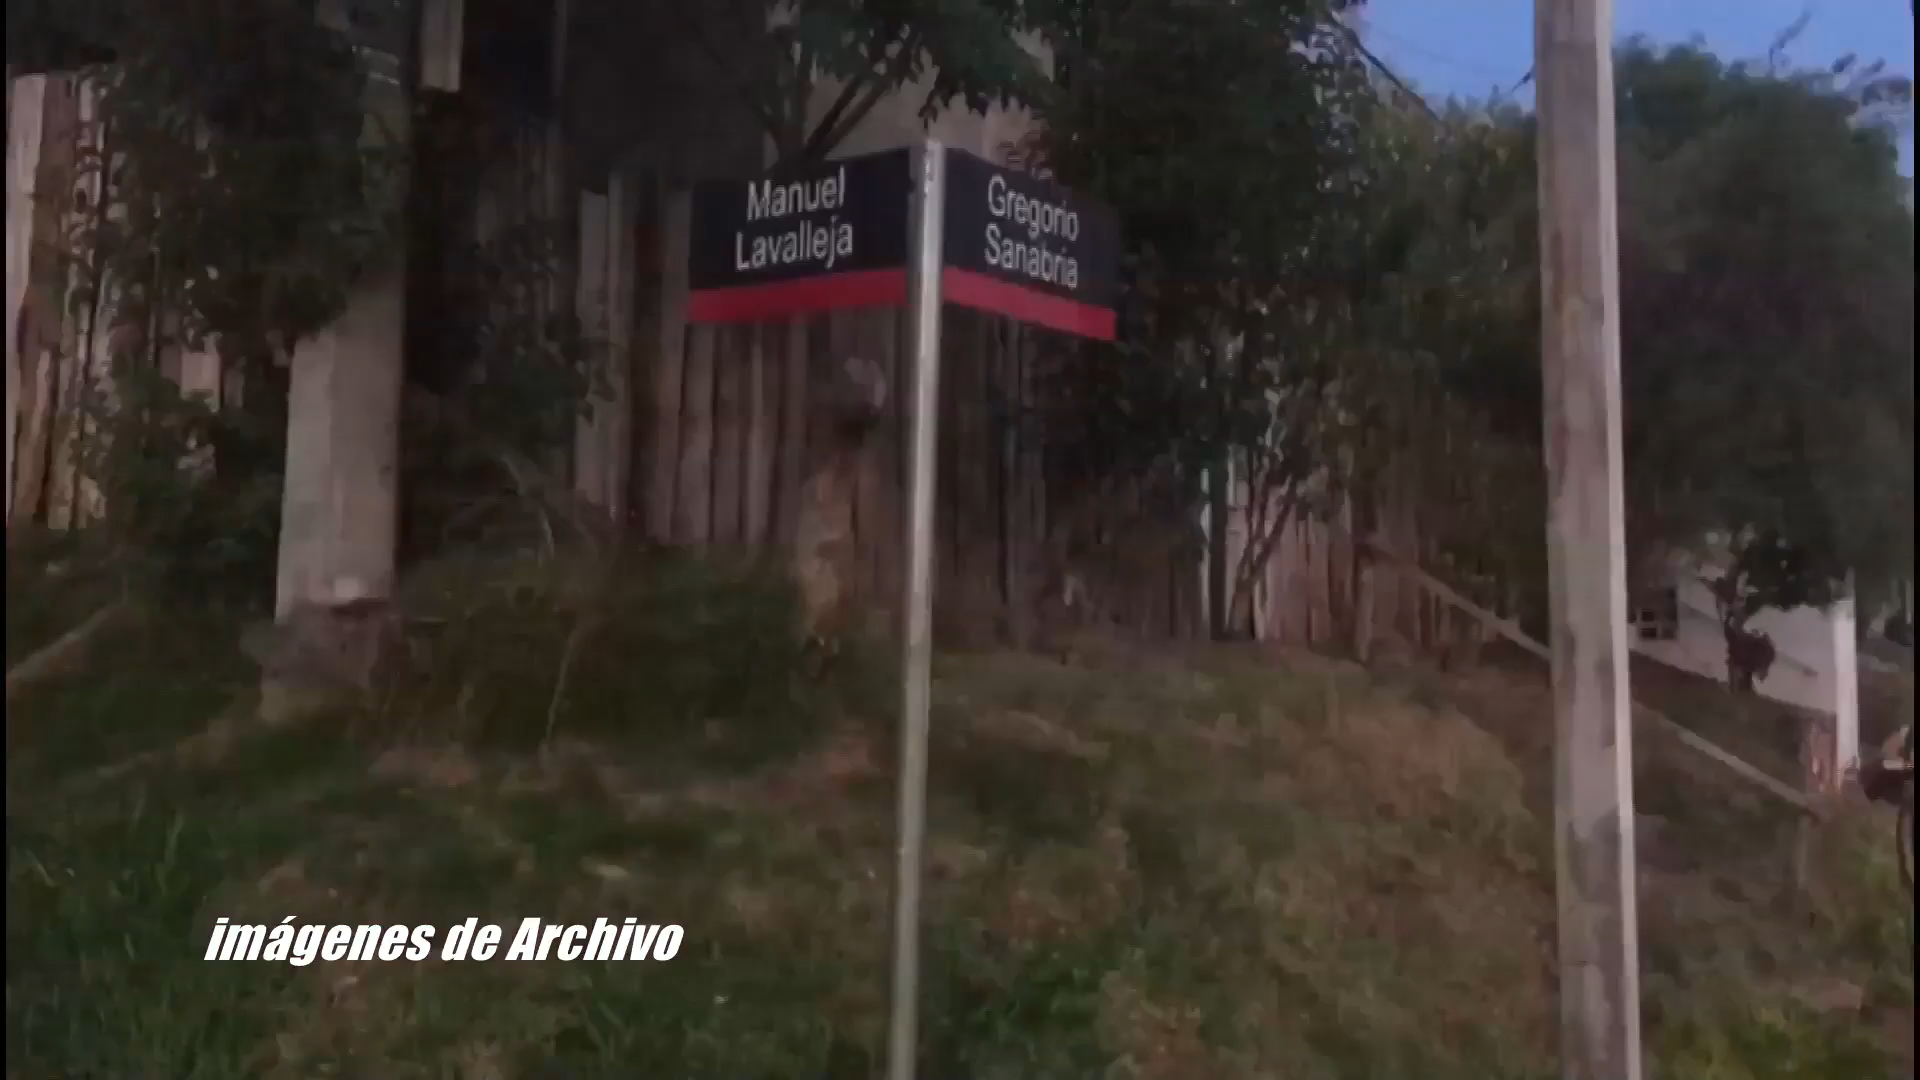 Manuel
Lavalleja
Gregorio
Sanabria
imágenes de Archivo